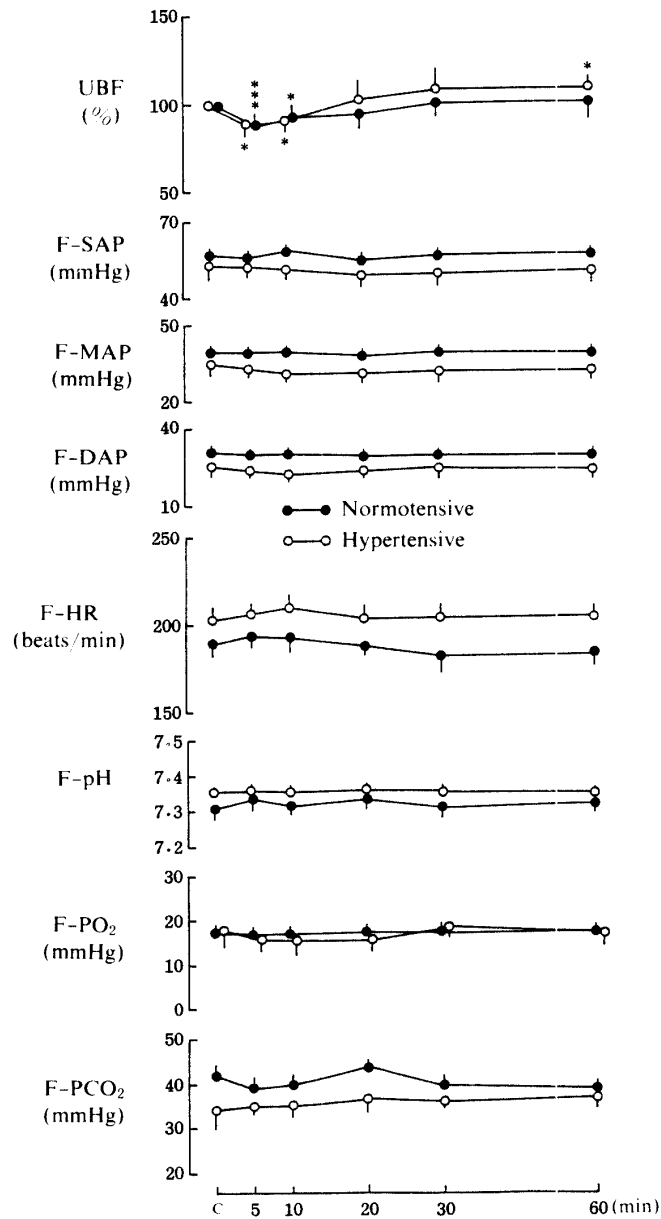 150
UBF
(%)
100
50
*
*
*
*
*
*
*
70
F-SAP
(mmHg)
40
50
F-MAP
(mmHg)
20
40
F-DAP
(mmHg)
10
Normotensive
Hypertensive
250
F-HR
(beats/min)
200
150
7.5
7.4
F-pH
7.3
7.2
30
20
F-PO₂
(mmHg)
10
0
50
40
F-PCO₂
(mmHg)
30
20
C 5 10 20 30 60 (min)